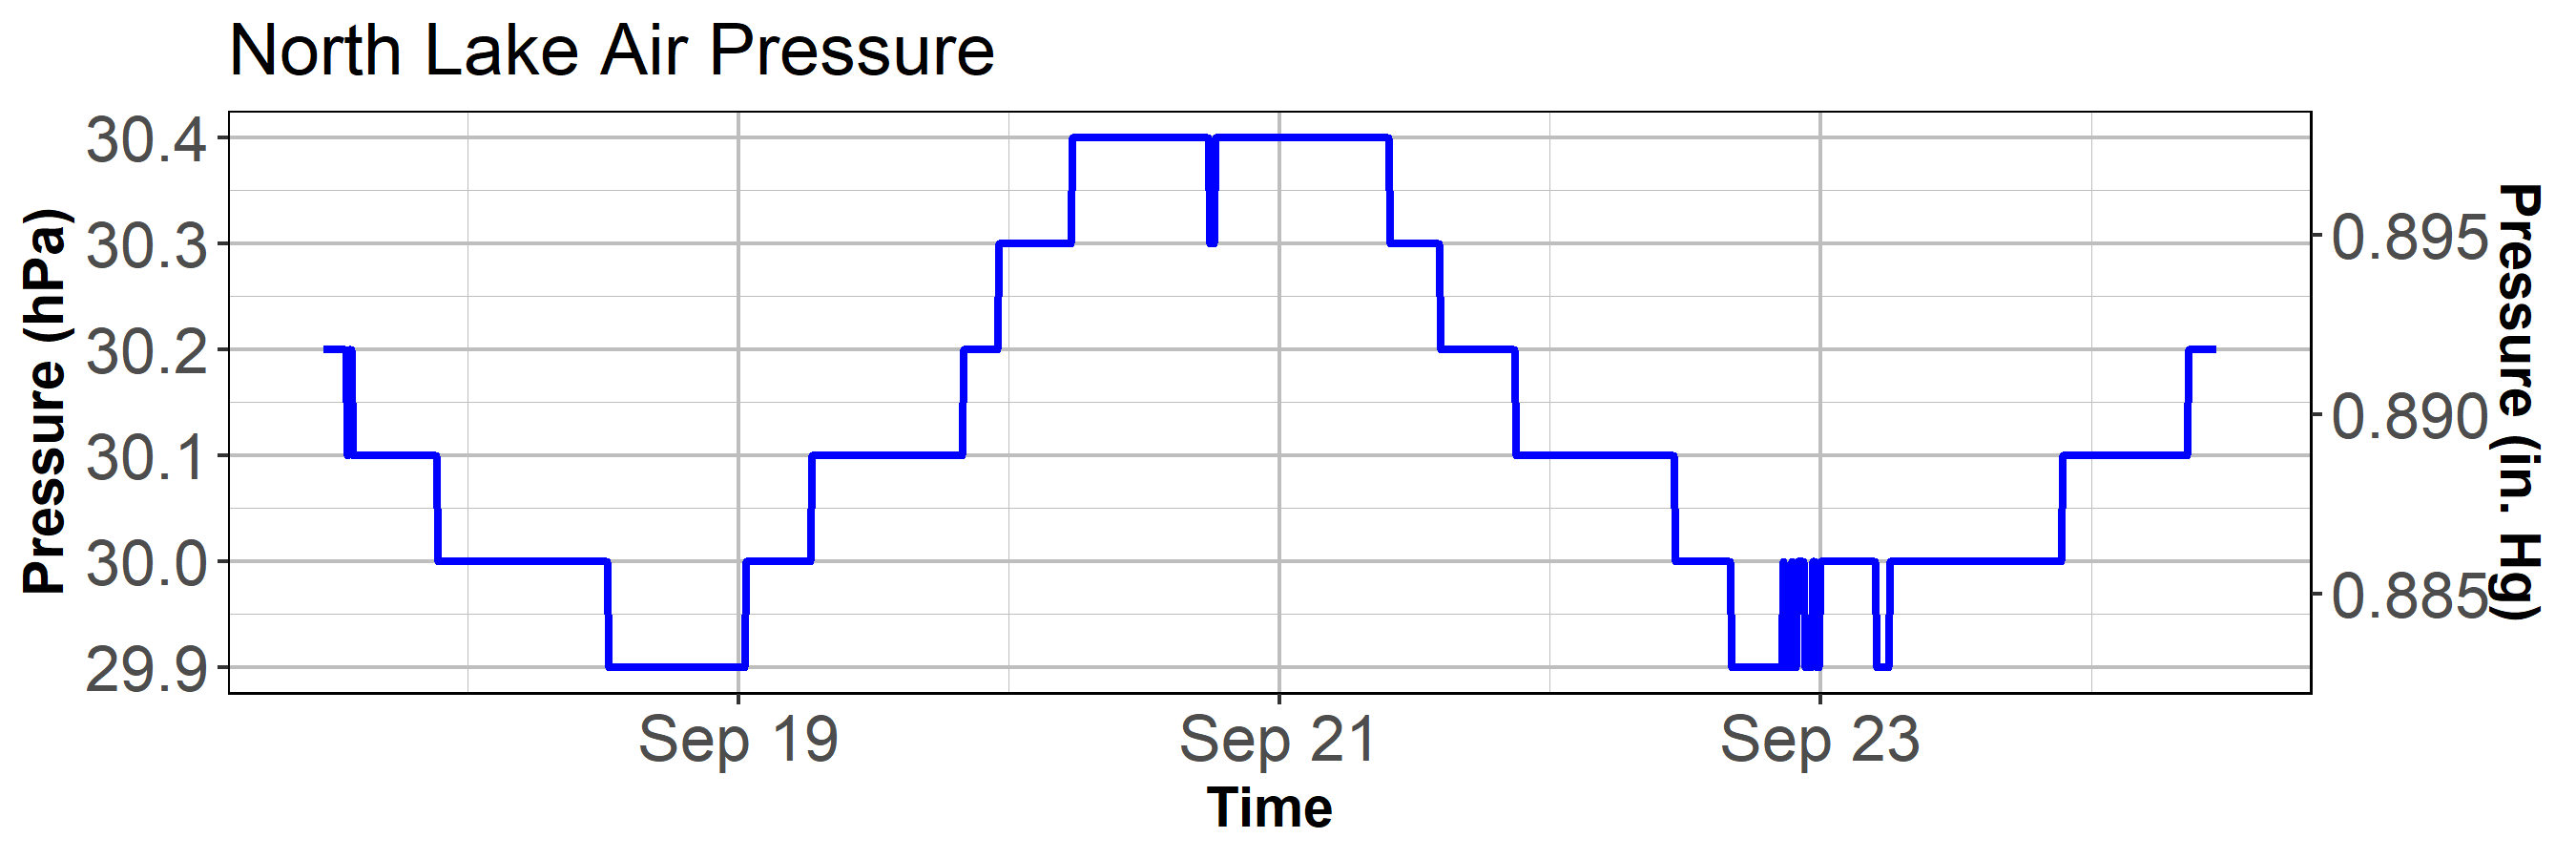 North Lake Air Pressure
Pressure (hPa)
30.4
30.3
30.2
30.1
30.0
29.9
0.895
0.890
0.885
Pressure (in. Hg)
Sep 19
Sep 21
Sep 23
Time